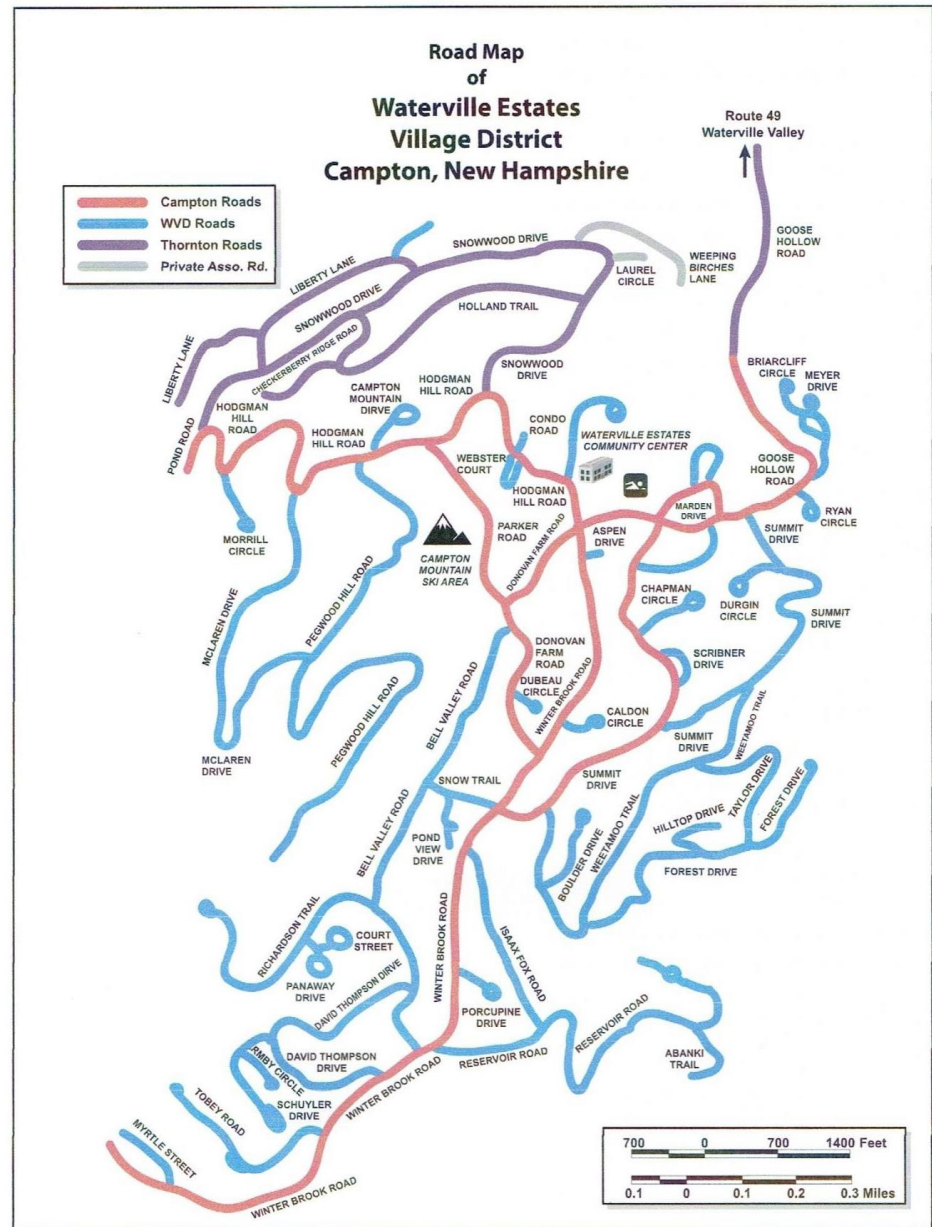 Road Map
of
Waterville Estates
Village District
Campton, New Hampshire
Route 49
Waterville Valley
Campton Roads
WVD Roads
Thornton Roads
Private Asso. Rd.
GOOSE
HOLLOW
ROAD
SNOWWOOD DRIVE
WEEPING
BIRCHES
LANE
LAUREL
CIRCLE
LIBERTY LANE
SNOWWOOD DRIVE
HOLLAND TRAIL
CHECKERBERRY RIDGE ROAD
LIBERTY LANE
SNOWWOOD
DRIVE
BRIARCLIFF
CIRCLE
MEYER
DRIVE
HODGMAN
HILL
ROAD
POND ROAD
HODGMAN
HILL ROAD
CAMPTON
MOUNTAIN
DIRVE
HODGMAN
HILL ROAD
CONDO
ROAD
WATERVILLE ESTATES
COMMUNITY CENTER
WEBSTER
COURT
HODGMAN
HILL ROAD
GOOSE
HOLLOW
ROAD
MARDEN
DRIVE
RYAN
CIRCLE
SUMMIT
DRIVE
MORRILL
CIRCLE
PARKER
ROAD
DONOVAN FARM ROAD
ASPEN
DRIVE
CAMPTON
MOUNTAIN
SKI AREA
CHAPMAN
CIRCLE
DURGIN
CIRCLE
SUMMIT
DRIVE
MCLAREN DRIVE
PEGWOOD HILL ROAD
DONOVAN
FARM
ROAD
SCRIBNER
DRIVE
DUBEAU
CIRCLE
WINTER BROOK ROAD
CALDON
CIRCLE
SUMMIT
DRIVE
WEETAMOO TRAIL
MCLAREN
DRIVE
PEGWOOD HILL ROAD
BELL VALLEY ROAD
SNOW TRAIL
SUMMIT
DRIVE
TAYLOR DRIVE
FOREST DRIVE
HILLTOP DRIVE
POND
VIEW
DRIVE
BELL VALLEY ROAD
BOULDER DRIVE
WEETAMOO TRAIL
FOREST DRIVE
RICHARDSON TRAIL
COURT
STREET
PANAWAY
DRIVE
WINTER BROOK ROAD
ISAAX FOX ROAD
DAVID THOMPSON DIRVE
PORCUPINE
DRIVE
RESERVOIR ROAD
RESERVOIR ROAD
ABANKI
TRAIL
DAVID THOMPSON
DRIVE
RMBY CIRCLE
SCHUYLER
DRIVE
WINTER BROOK ROAD
TOBEY ROAD
MYRTLE STREET
WINTER BROOK ROAD
700 0 700 1400 Feet
0.1 0 0.1 0.2 0.3 Miles